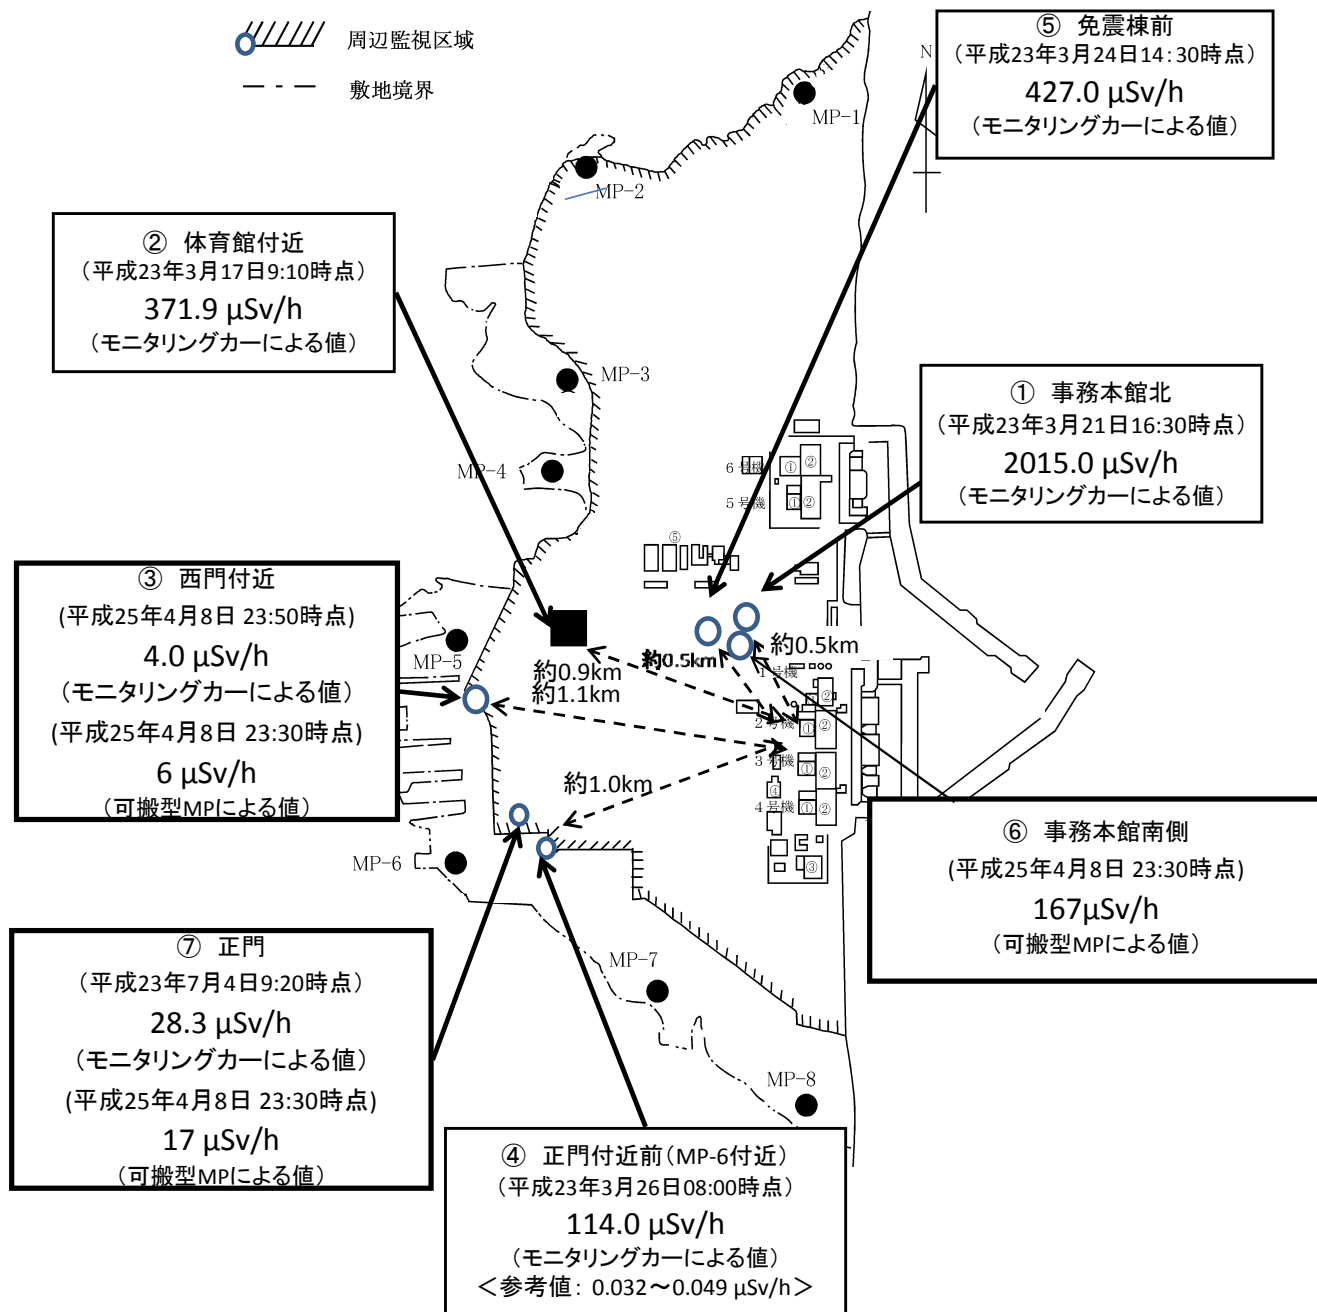 周辺監視区域
敷地境界
⑤ 免震棟前
（平成23年3月24日14:30時点）
427.0 μSv/h
（モニタリングカーによる値）
N
MP-1
MP-2
② 体育館付近
（平成23年3月17日9:10時点）
371.9 μSv/h
（モニタリングカーによる値）
MP-3
① 事務本館北
（平成23年3月21日16:30時点）
2015.0 μSv/h
（モニタリングカーによる値）
MP-4
6号機
① ②
5号機
① ②
⑤
③ 西門付近
(平成25年4月8日 23:50時点)
4.0 μSv/h
（モニタリングカーによる値）
(平成25年4月8日 23:30時点)
6 μSv/h
（可搬型MPによる値）
MP-5
約0.9km
約1.1km
約0.5km
約0.5km
1号機
②
2号機
① ②
3号機
① ②
約1.0km
④
4号機
① ②
③
MP-6
⑥ 事務本館南側
(平成25年4月8日 23:30時点)
167μSv/h
（可搬型MPによる値）
⑦ 正門
（平成23年7月4日9:20時点）
28.3 μSv/h
（モニタリングカーによる値）
(平成25年4月8日 23:30時点)
17 μSv/h
（可搬型MPによる値）
MP-7
MP-8
④ 正門付近前（MP-6付近）
（平成23年3月26日08:00時点）
114.0 μSv/h
（モニタリングカーによる値）
＜参考値: 0.032～0.049 μSv/h＞